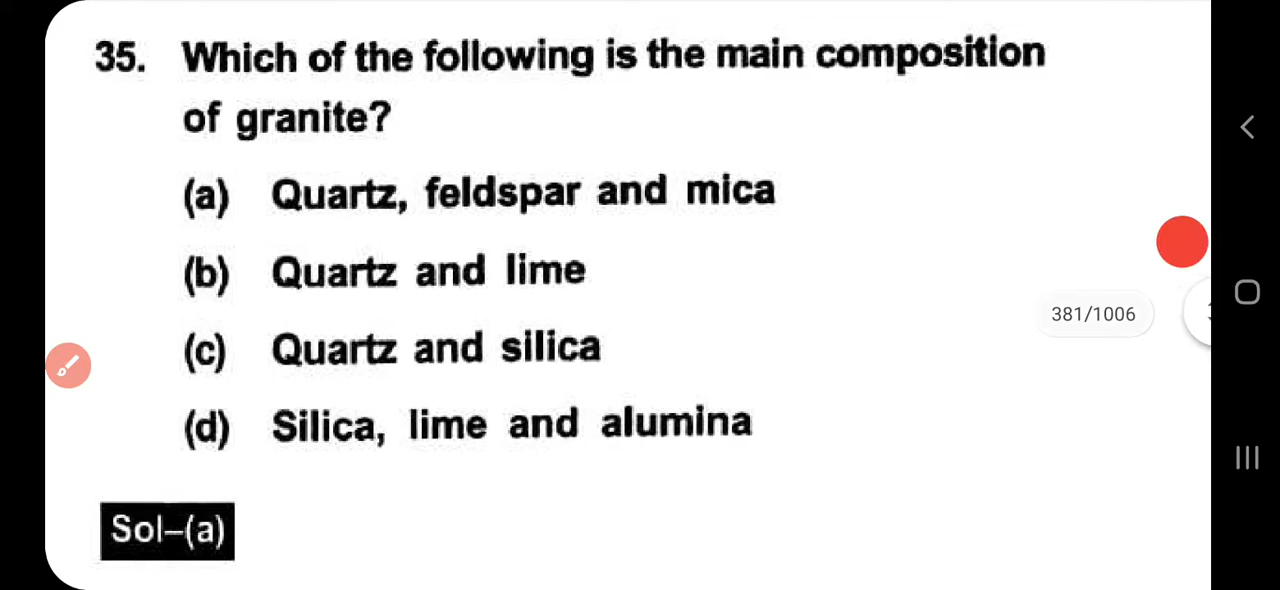 35. Which of the following is the main composition
of granite?
(a) Quartz, feldspar and mica
(b) Quartz and lime
(c) Quartz and silica
(d) Silica, lime and alumina
381/1006
Sol–(a)